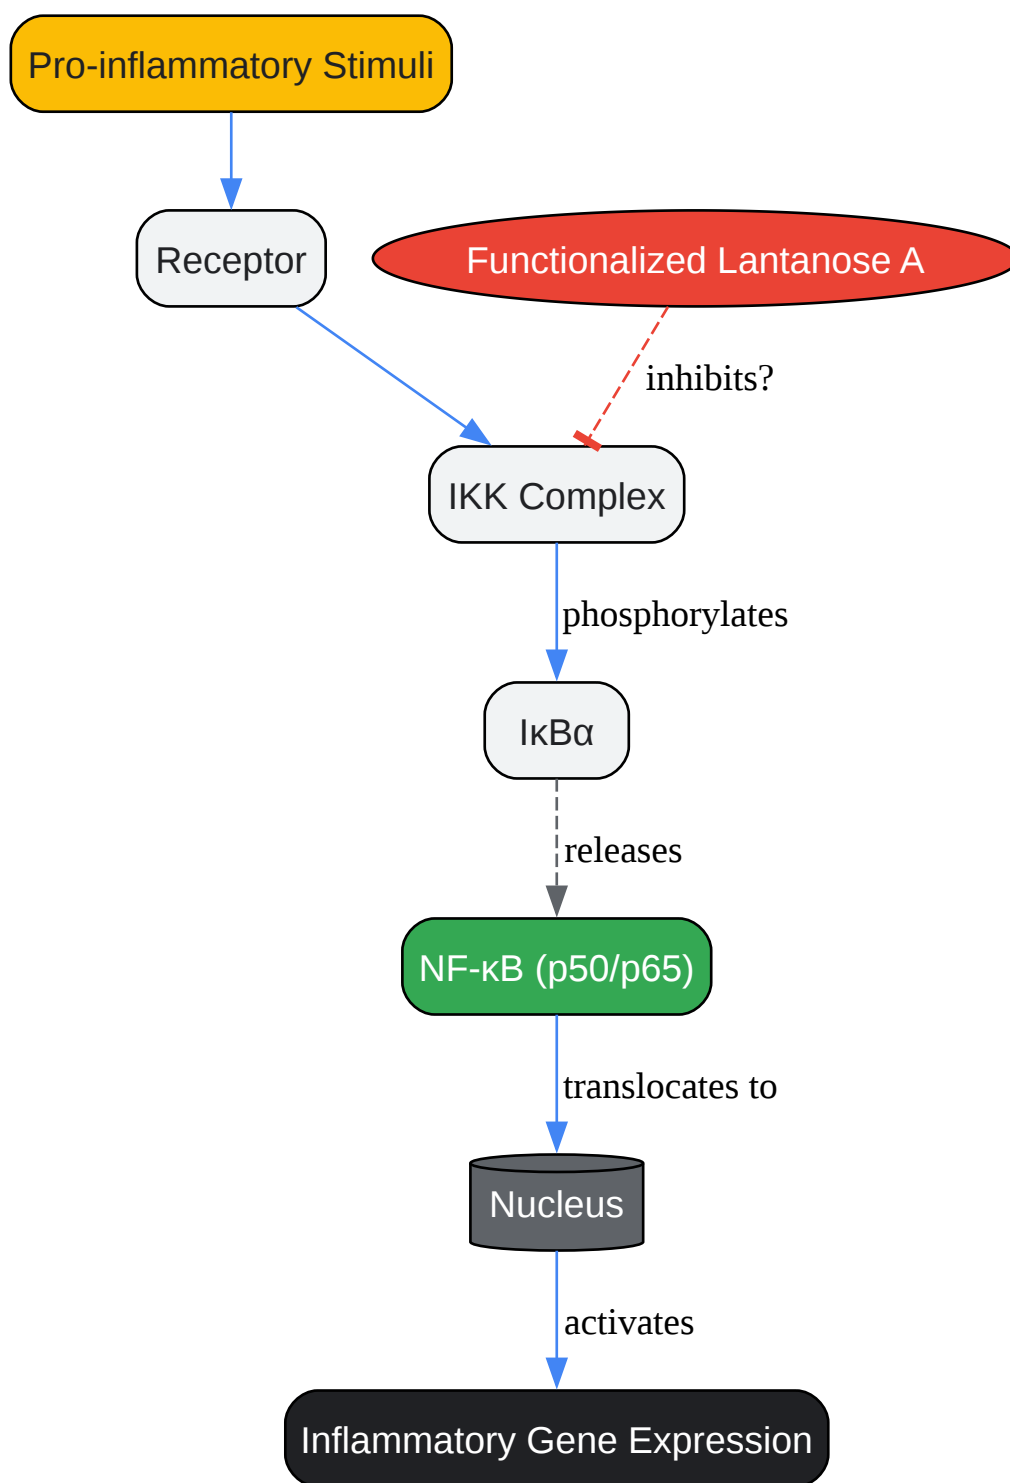 Pro-inflammatory Stimuli
Receptor
Functionalized Lantanose A
inhibits?
IKK Complex
phosphorylates
IκBα
releases
NF-κB (p50/p65)
translocates to
Nucleus
activates
Inflammatory Gene Expression